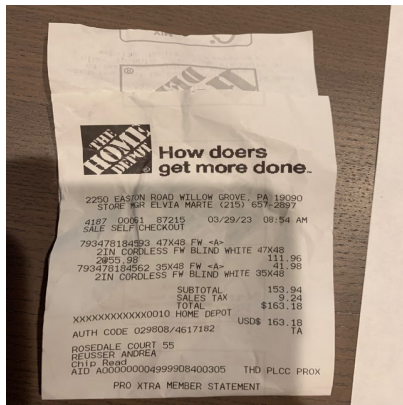 THE
HOME
DEPOT
How doers
get more done™
2250 EASTON ROAD WILLOW GROVE, PA 19090
STORE MGR ELVIA MARTE (215) 657-2897
4187 00061 87215 03/29/23 08:54 AM
SALE SELF CHECKOUT
793478184593 47X48 FW <A>
2IN CORDLESS FW BLIND WHITE 47X48
2@55.98 111.96
793478184562 35X48 FW <A> 41.98
2IN CORDLESS FW BLIND WHITE 35X48
SUBTOTAL 153.94
SALES TAX 9.24
TOTAL $163.18
XXXXXXXXXXXX0010 HOME DEPOT
USD$ 163.18
AUTH CODE 029808/4617182 TA
ROSEDALE COURT 55
REUSSER ANDREA
Chip Read
AID A0000000049999D8400305 THD PLCC PROX
PRO XTRA MEMBER STATEMENT